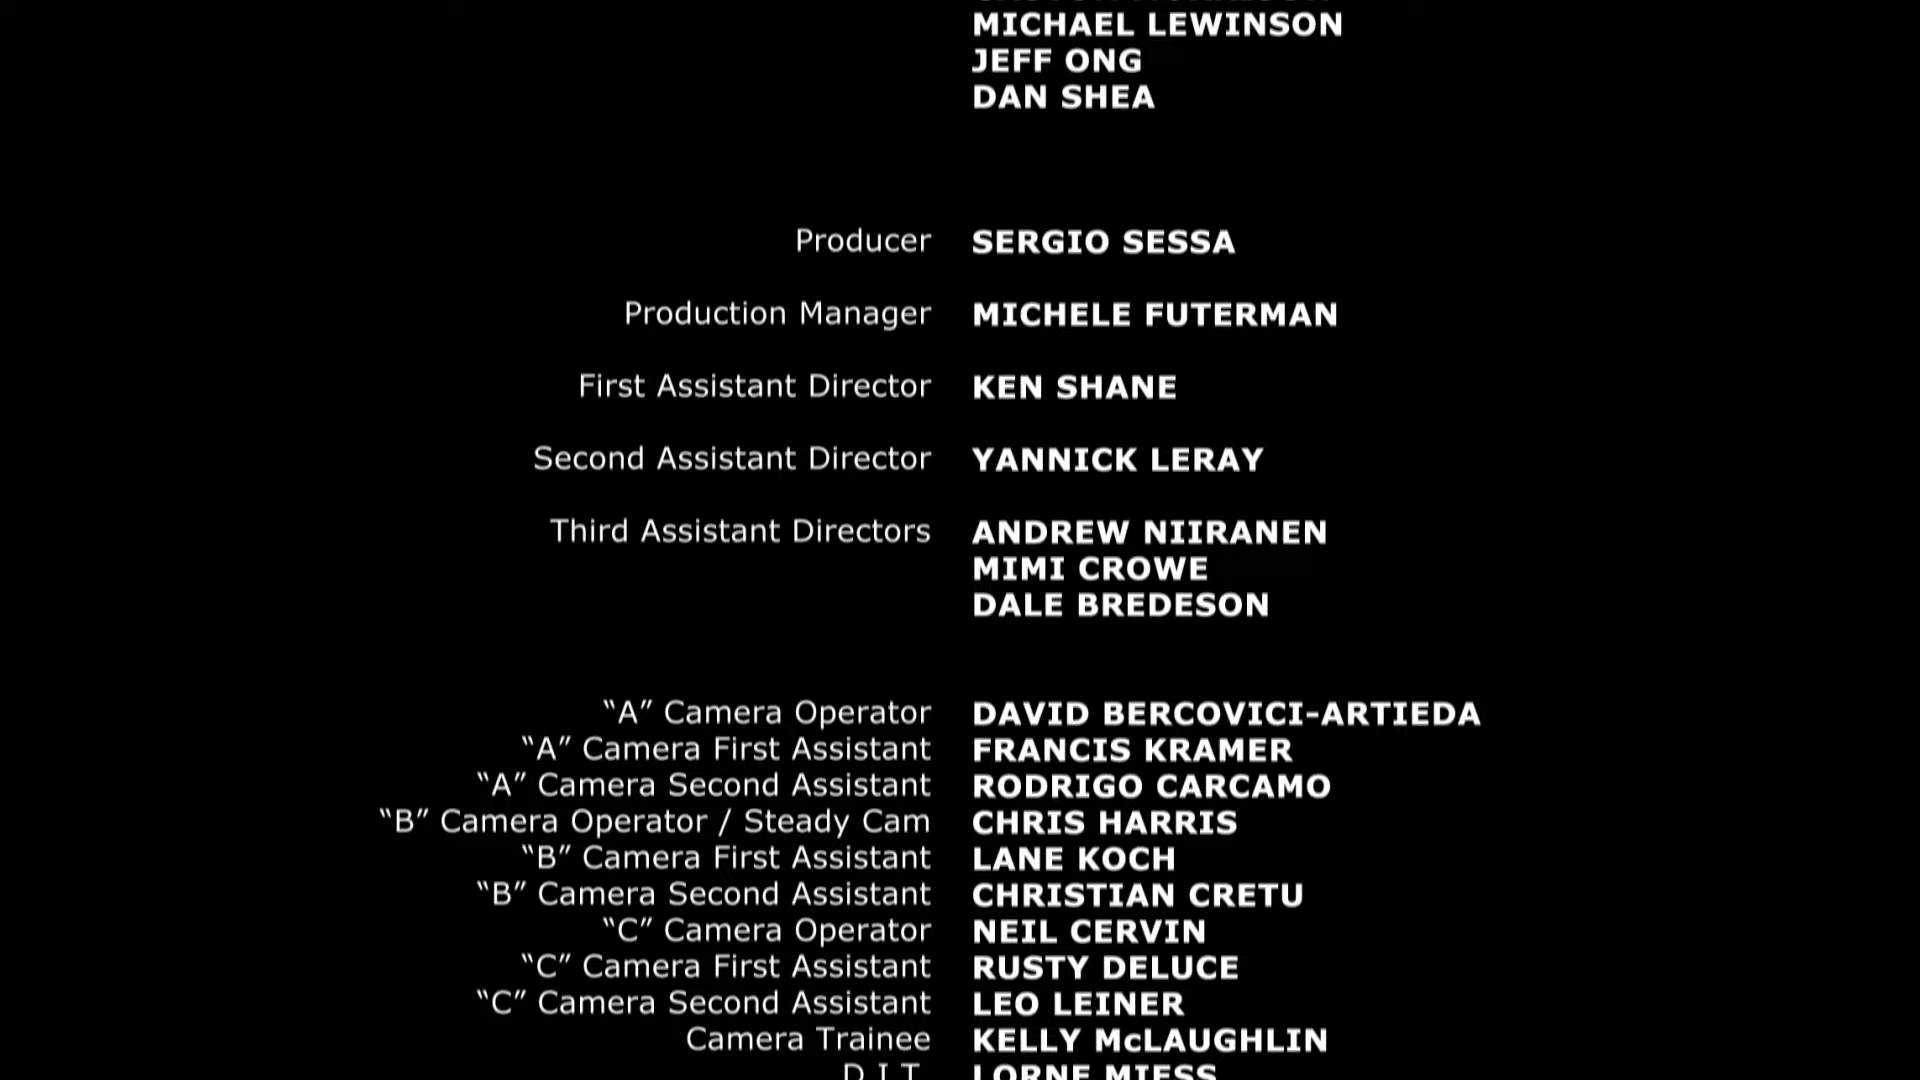 MICHAEL LEWINSON
JEFF ONG
DAN SHEA
Producer SERGIO SESSA
Production Manager MICHELE FUTERMAN
First Assistant Director KEN SHANE
Second Assistant Director YANNICK LERAY
Third Assistant Directors ANDREW NIIRANEN
MIMI CROWE
DALE BREDESON
“A” Camera Operator DAVID BERCOVICI-ARTIEDA
“A” Camera First Assistant FRANCIS KRAMER
“A” Camera Second Assistant RODRIGO CARCAMO
“B” Camera Operator / Steady Cam CHRIS HARRIS
“B” Camera First Assistant LANE KOCH
“B” Camera Second Assistant CHRISTIAN CRETU
“C” Camera Operator NEIL CERVIN
“C” Camera First Assistant RUSTY DELUCE
“C” Camera Second Assistant LEO LEINER
Camera Trainee KELLY McLAUGHLIN
D.I.T. LORNE MIESS